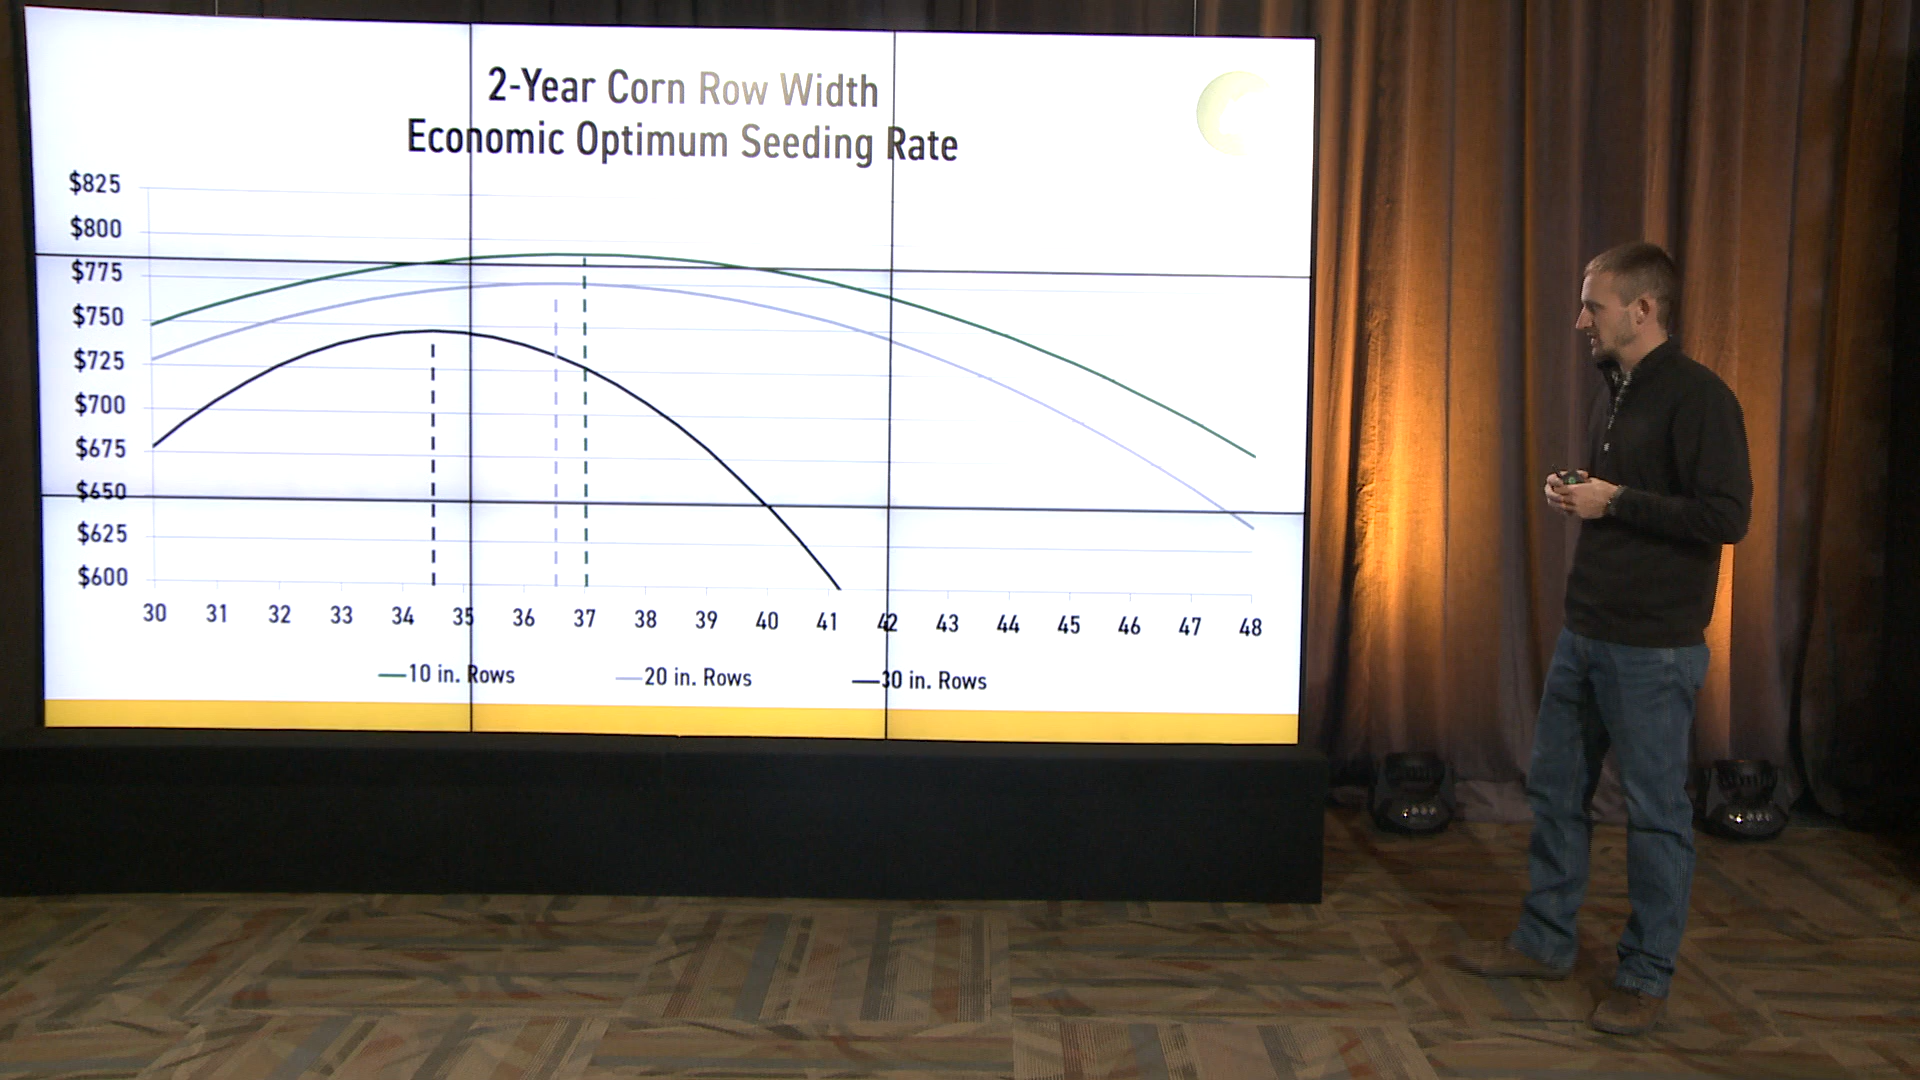 2-Year Corn Row Width
Economic Optimum Seeding Rate
$825
$800
$775
$750
$725
$700
$675
$650
$625
$600
30 31 32 33 34 35 36 37 38 39 40 41 42 43 44 45 46 47 48
10 in. Rows 20 in. Rows 30 in. Rows